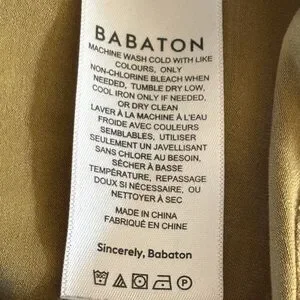 BABATON
MACHINE WASH COLD WITH LIKE
COLOURS, ONLY
NON-CHLORINE BLEACH WHEN
NEEDED, TUMBLE DRY LOW,
COOL IRON ONLY IF NEEDED,
OR DRY CLEAN
LAVER À LA MACHINE À L'EAU
FROIDE AVEC COULEURS
SEMBLABLES, UTILISER
SEULEMENT UN JAVELLISANT
SANS CHLORE AU BESOIN,
SÉCHER À BASSE
TEMPÉRATURE, REPASSAGE
DOUX SI NÉCESSAIRE, OU
NETTOYER À SEC
MADE IN CHINA
FABRIQUÉ EN CHINE
Sincerely, Babaton